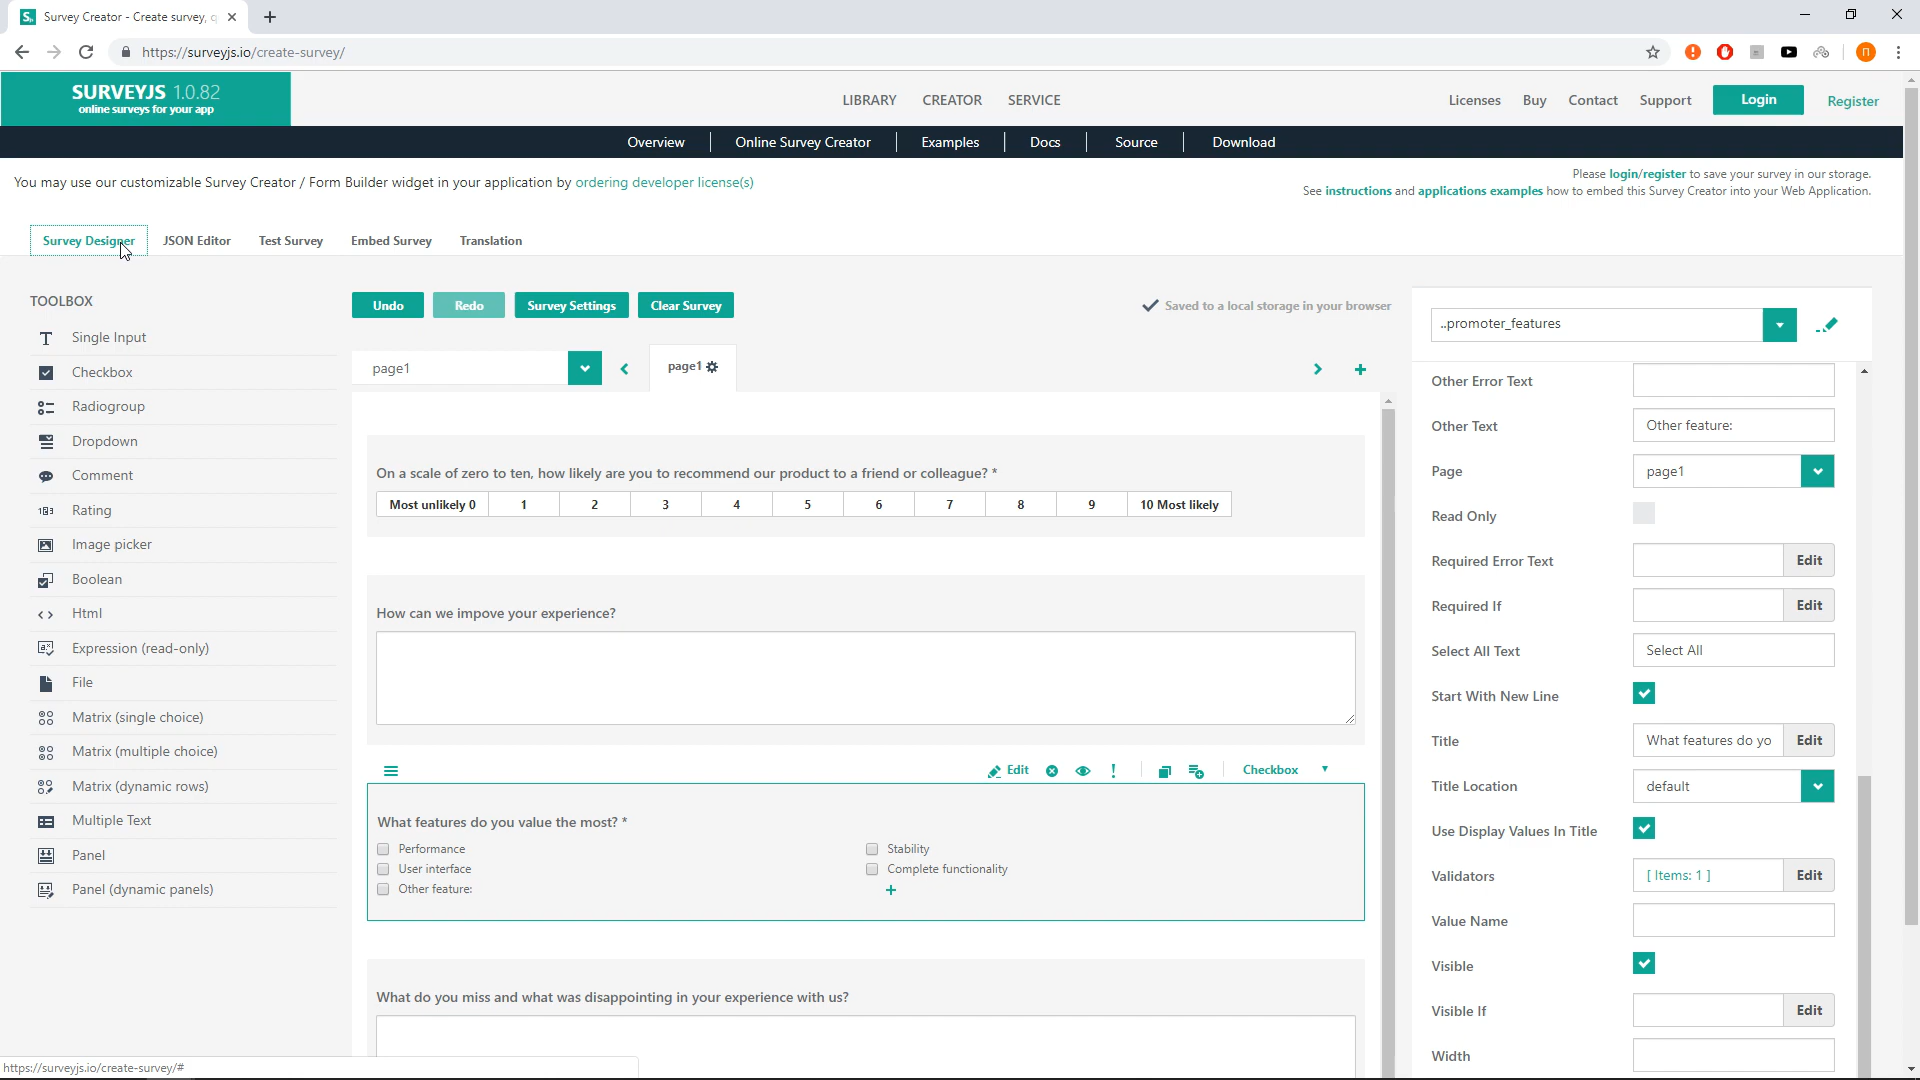 Survey Creator - Create survey, q
https://surveyjs.io/create-survey/
П
SURVEYJS 1.0.82
online surveys for your app
LIBRARY CREATOR SERVICE
Licenses Buy Contact Support Login Register
Overview Online Survey Creator Examples Docs Source Download
You may use our customizable Survey Creator / Form Builder widget in your application by ordering developer license(s)
Please login/register to save your survey in our storage.
See instructions and applications examples how to embed this Survey Creator into your Web Application.
Survey Designer JSON Editor Test Survey Embed Survey Translation
TOOLBOX
Single Input
Checkbox
Radiogroup
Dropdown
Comment
Rating
Image picker
Boolean
Html
Expression (read-only)
File
Matrix (single choice)
Matrix (multiple choice)
Matrix (dynamic rows)
Multiple Text
Panel
Panel (dynamic panels)
Undo Redo Survey Settings Clear Survey
Saved to a local storage in your browser
page1 page1
On a scale of zero to ten, how likely are you to recommend our product to a friend or colleague? *
Most unlikely 0 1 2 3 4 5 6 7 8 9 10 Most likely
How can we impove your experience?
Edit Checkbox
What features do you value the most? *
Performance Stability
User interface Complete functionality
Other feature:
What do you miss and what was disappointing in your experience with us?
..promoter_features
Other Error Text
Other Text Other feature:
Page page1
Read Only
Required Error Text Edit
Required If Edit
Select All Text Select All
Start With New Line
Title What features do yo Edit
Title Location default
Use Display Values In Title
Validators [ Items: 1 ] Edit
Value Name
Visible
Visible If Edit
Width
https://surveyjs.io/create-survey/#